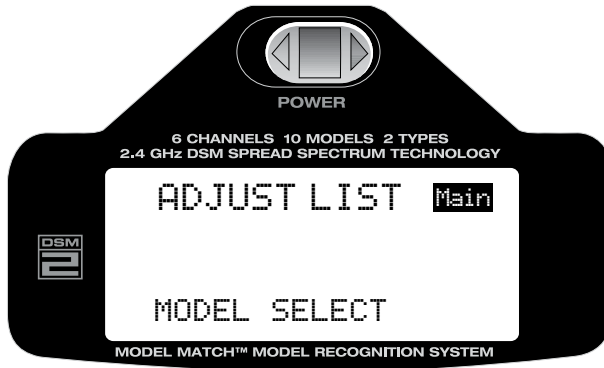 POWER
6 CHANNELS 10 MODELS 2 TYPES
2.4 GHz DSM SPREAD SPECTRUM TECHNOLOGY
ADJUST LIST Main
DSM
2
MODEL SELECT
MODEL MATCH™ MODEL RECOGNITION SYSTEM